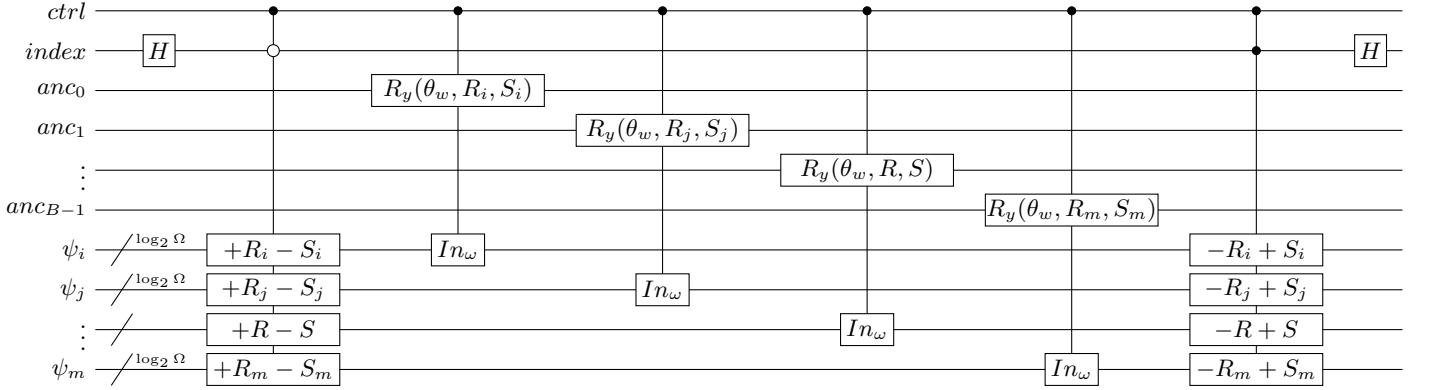 ctrl
index H H
anc₀ R_y(θ_w, R_i, S_i)
anc₁ R_y(θ_w, R_j, S_j)
⋮ R_y(θ_w, R, S)
anc_{B−1} R_y(θ_w, R_m, S_m)
ψ_i log₂ Ω +R_i − S_i In_ω −R_i + S_i
ψ_j log₂ Ω +R_j − S_j In_ω −R_j + S_j
⋮ +R − S In_ω −R + S
ψ_m log₂ Ω +R_m − S_m In_ω −R_m + S_m